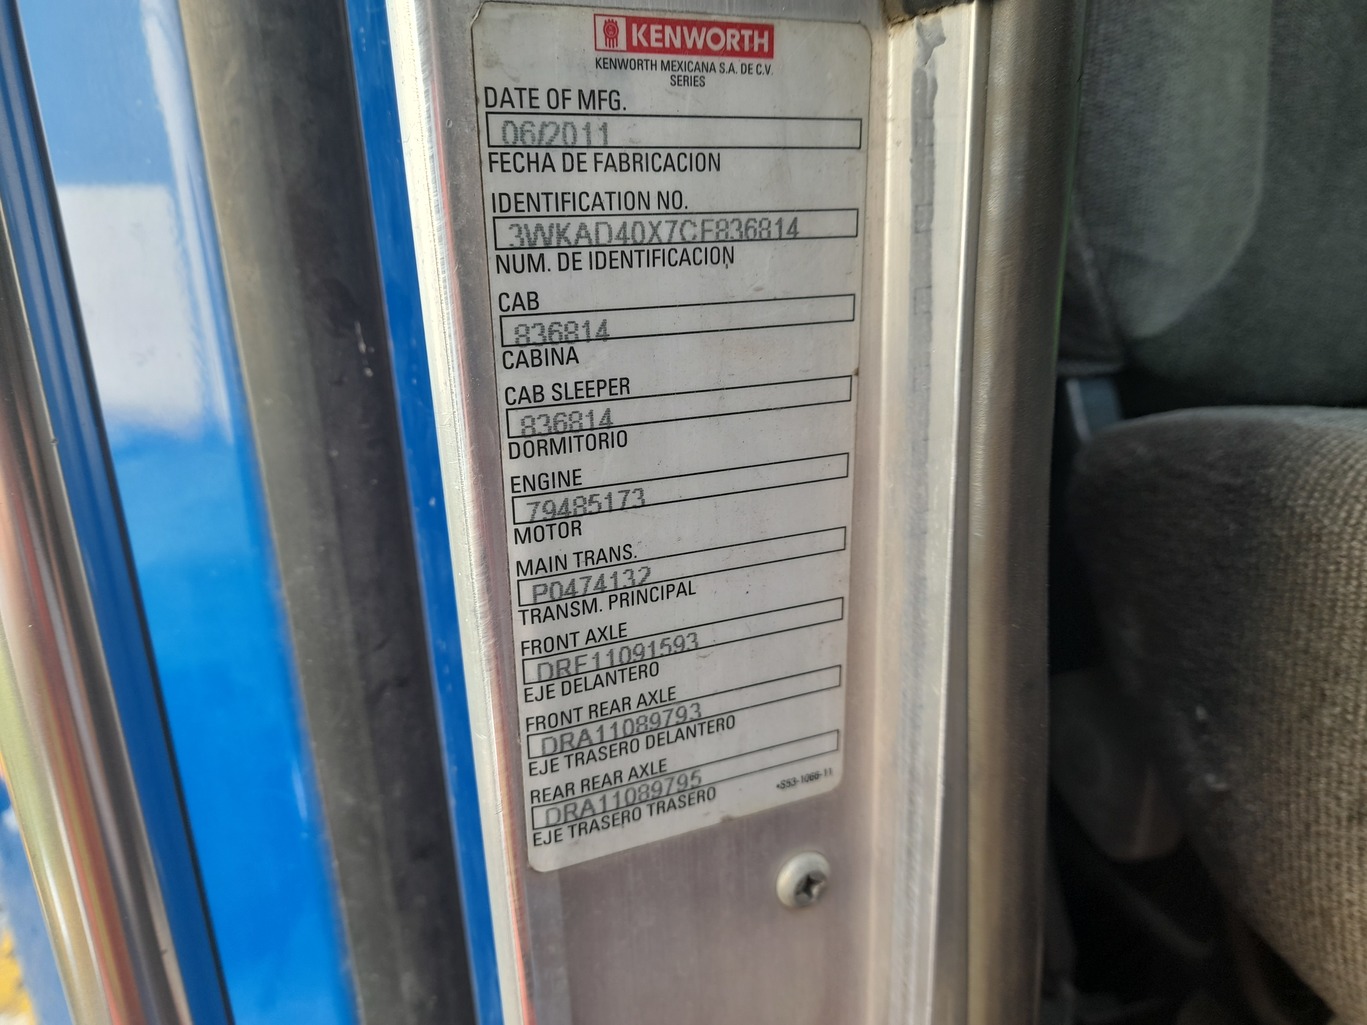 KENWORTH
KENWORTH MEXICANA S.A. DE C.V.
SERIES
DATE OF MFG.
06/2011
FECHA DE FABRICACION
IDENTIFICATION NO.
3WKAD40X7CF836814
NUM. DE IDENTIFICACION
CAB
836814
CABINA
CAB SLEEPER
836814
DORMITORIO
ENGINE
79485173
MOTOR
MAIN TRANS.
P0474132
TRANSM. PRINCIPAL
FRONT AXLE
DRF11091593
EJE DELANTERO
FRONT REAR AXLE
DRA11089793
EJE TRASERO DELANTERO
REAR REAR AXLE
DRA11089795
EJE TRASERO TRASERO